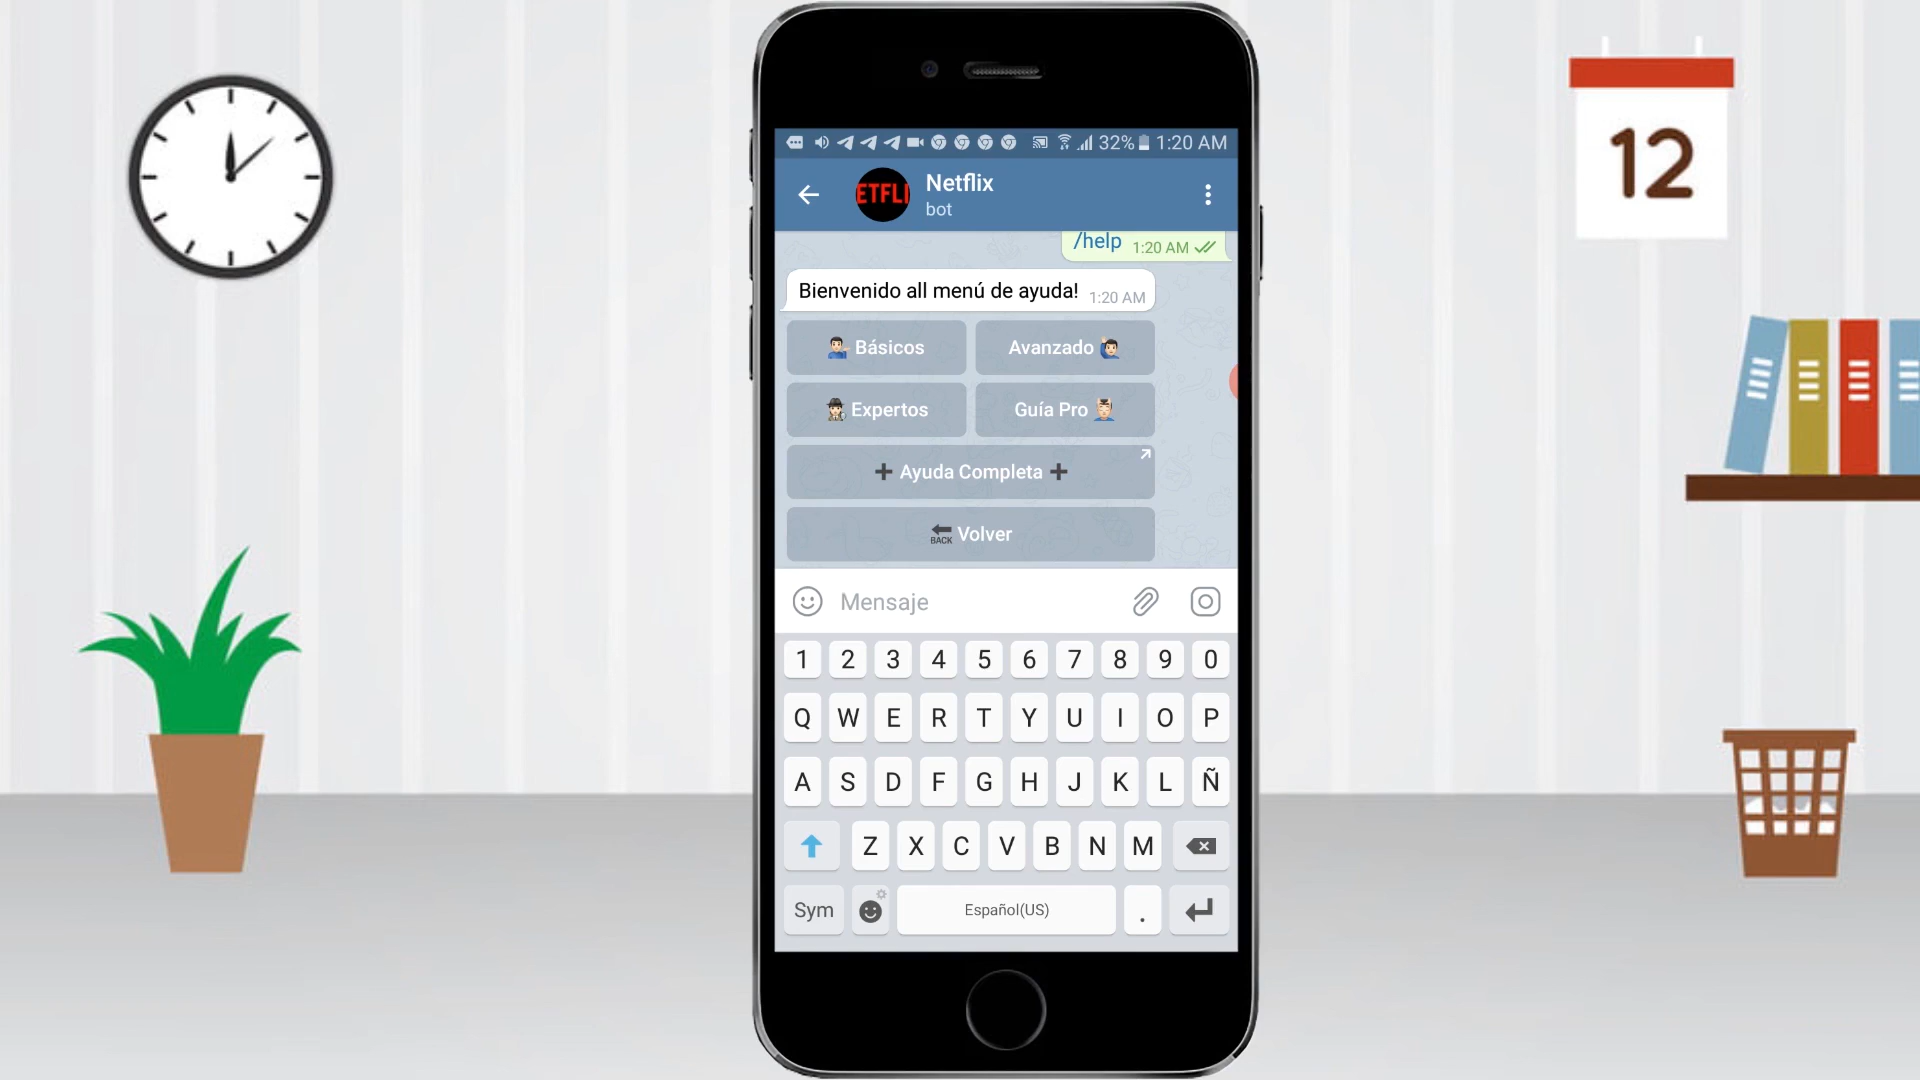 12
32% 1:20 AM
ETFLI
Netflix
bot
/help 1:20 AM
Bienvenido all menú de ayuda! 1:20 AM
Básicos
Avanzado
Expertos
Guía Pro
Ayuda Completa
BACK Volver
Mensaje
1 2 3 4 5 6 7 8 9 0
Q W E R T Y U I O P
A S D F G H J K L Ñ
Z X C V B N M
Sym Español(US) .